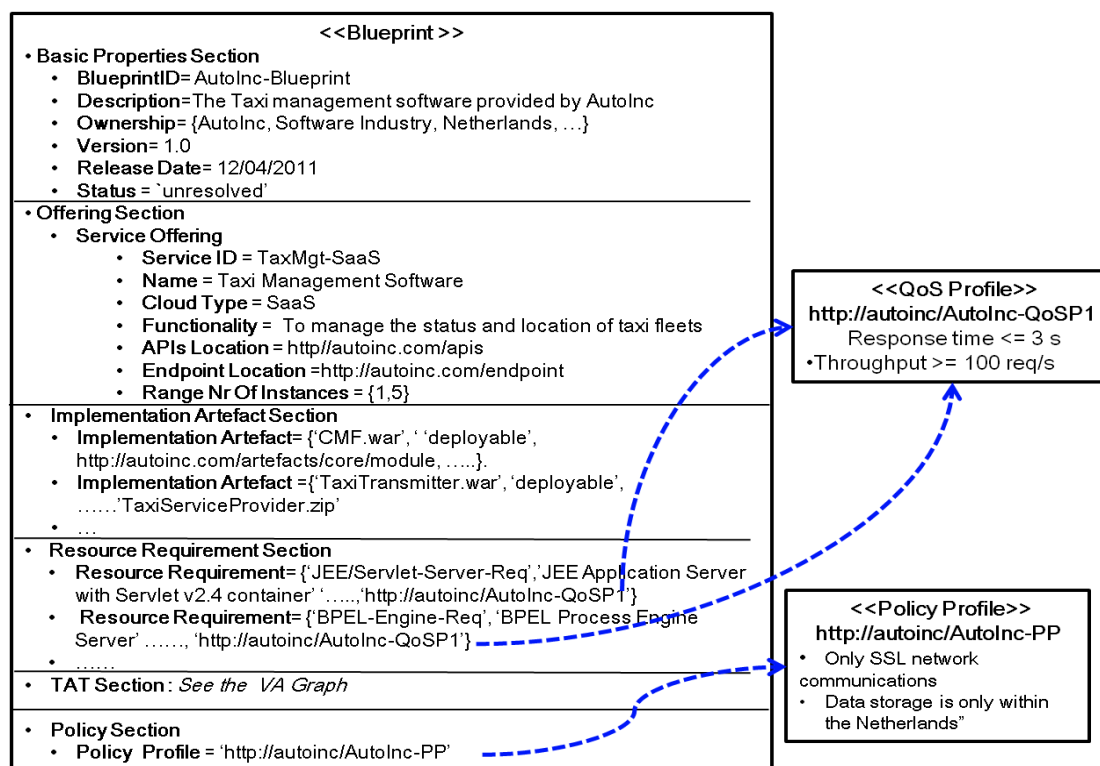 <<Blueprint >>
• Basic Properties Section
• BlueprintID= AutoInc-Blueprint
• Description=The Taxi management software provided by AutoInc
• Ownership= {AutoInc, Software Industry, Netherlands, …}
• Version= 1.0
• Release Date= 12/04/2011
• Status = `unresolved’
• Offering Section
• Service Offering
• Service ID = TaxMgt-SaaS
• Name = Taxi Management Software
• Cloud Type = SaaS
• Functionality = To manage the status and location of taxi fleets
• APIs Location = http//autoinc.com/apis
• Endpoint Location =http://autoinc.com/endpoint
• Range Nr Of Instances = {1,5}
• Implementation Artefact Section
• Implementation Artefact= {‘CMF.war’, ‘ ‘deployable’,
http://autoinc.com/artefacts/core/module, …..}.
• Implementation Artefact ={‘TaxiTransmitter.war’, ‘deployable’,
……’TaxiServiceProvider.zip’
• …
• Resource Requirement Section
• Resource Requirement= {‘JEE/Servlet-Server-Req’,’JEE Application Server
with Servlet v2.4 container’ ‘…..,‘http://autoinc/AutoInc-QoSP1’}
• Resource Requirement= {‘BPEL-Engine-Req’, ‘BPEL Process Engine
Server’ ……, ‘http://autoinc/AutoInc-QoSP1’}
• ……
• TAT Section: See the VA Graph
• Policy Section
• Policy Profile = ‘http://autoinc/AutoInc-PP’
<<QoS Profile>>
http://autoinc/AutoInc-QoSP1
Response time <= 3 s
•Throughput >= 100 req/s
<<Policy Profile>>
http://autoinc/AutoInc-PP
• Only SSL network
communications
• Data storage is only within
the Netherlands”